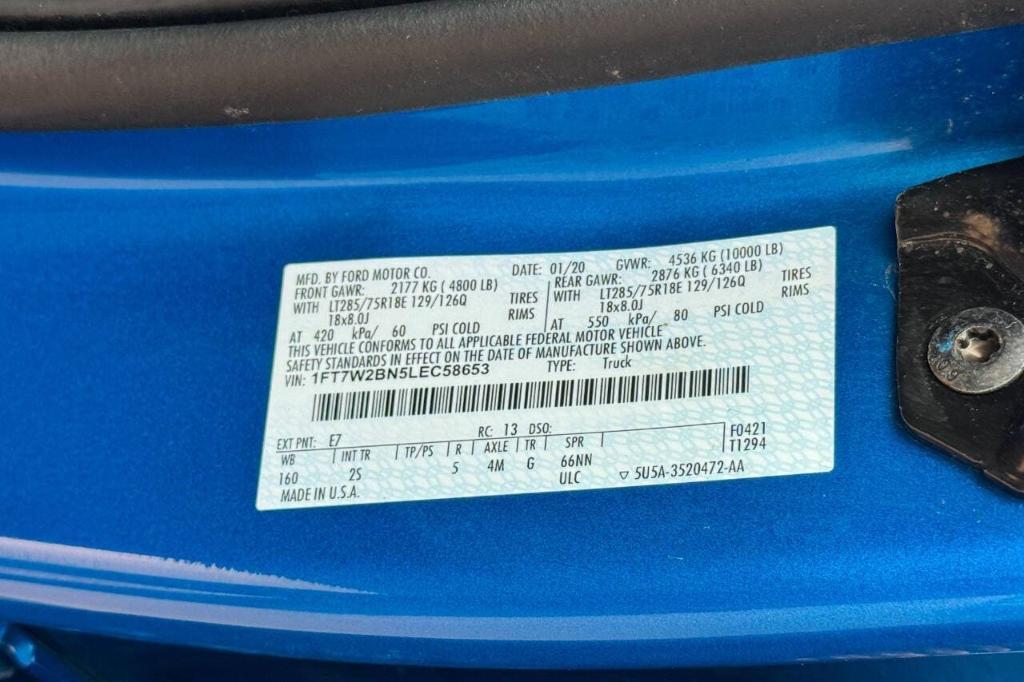 MFD. BY FORD MOTOR CO. DATE: 01/20 GVWR: 4536 KG (10000 LB)
FRONT GAWR: 2177 KG ( 4800 LB) REAR GAWR: 2876 KG ( 6340 LB)
WITH LT285/75R18E 129/126Q TIRES WITH LT285/75R18E 129/126Q TIRES
18x8.0J RIMS 18x8.0J RIMS
AT 420 kPa/ 60 PSI COLD AT 550 kPa/ 80 PSI COLD
THIS VEHICLE CONFORMS TO ALL APPLICABLE FEDERAL MOTOR VEHICLE
SAFETY STANDARDS IN EFFECT ON THE DATE OF MANUFACTURE SHOWN ABOVE.
VIN: 1FT7W2BN5LEC58653 TYPE: Truck
EXT PNT: E7 RC: 13 DSO: F0421
WB INT TR TP/PS R AXLE TR SPR T1294
160 2S 5 4M G 66NN
MADE IN U.S.A. ULC ▽ 5U5A-3520472-AA